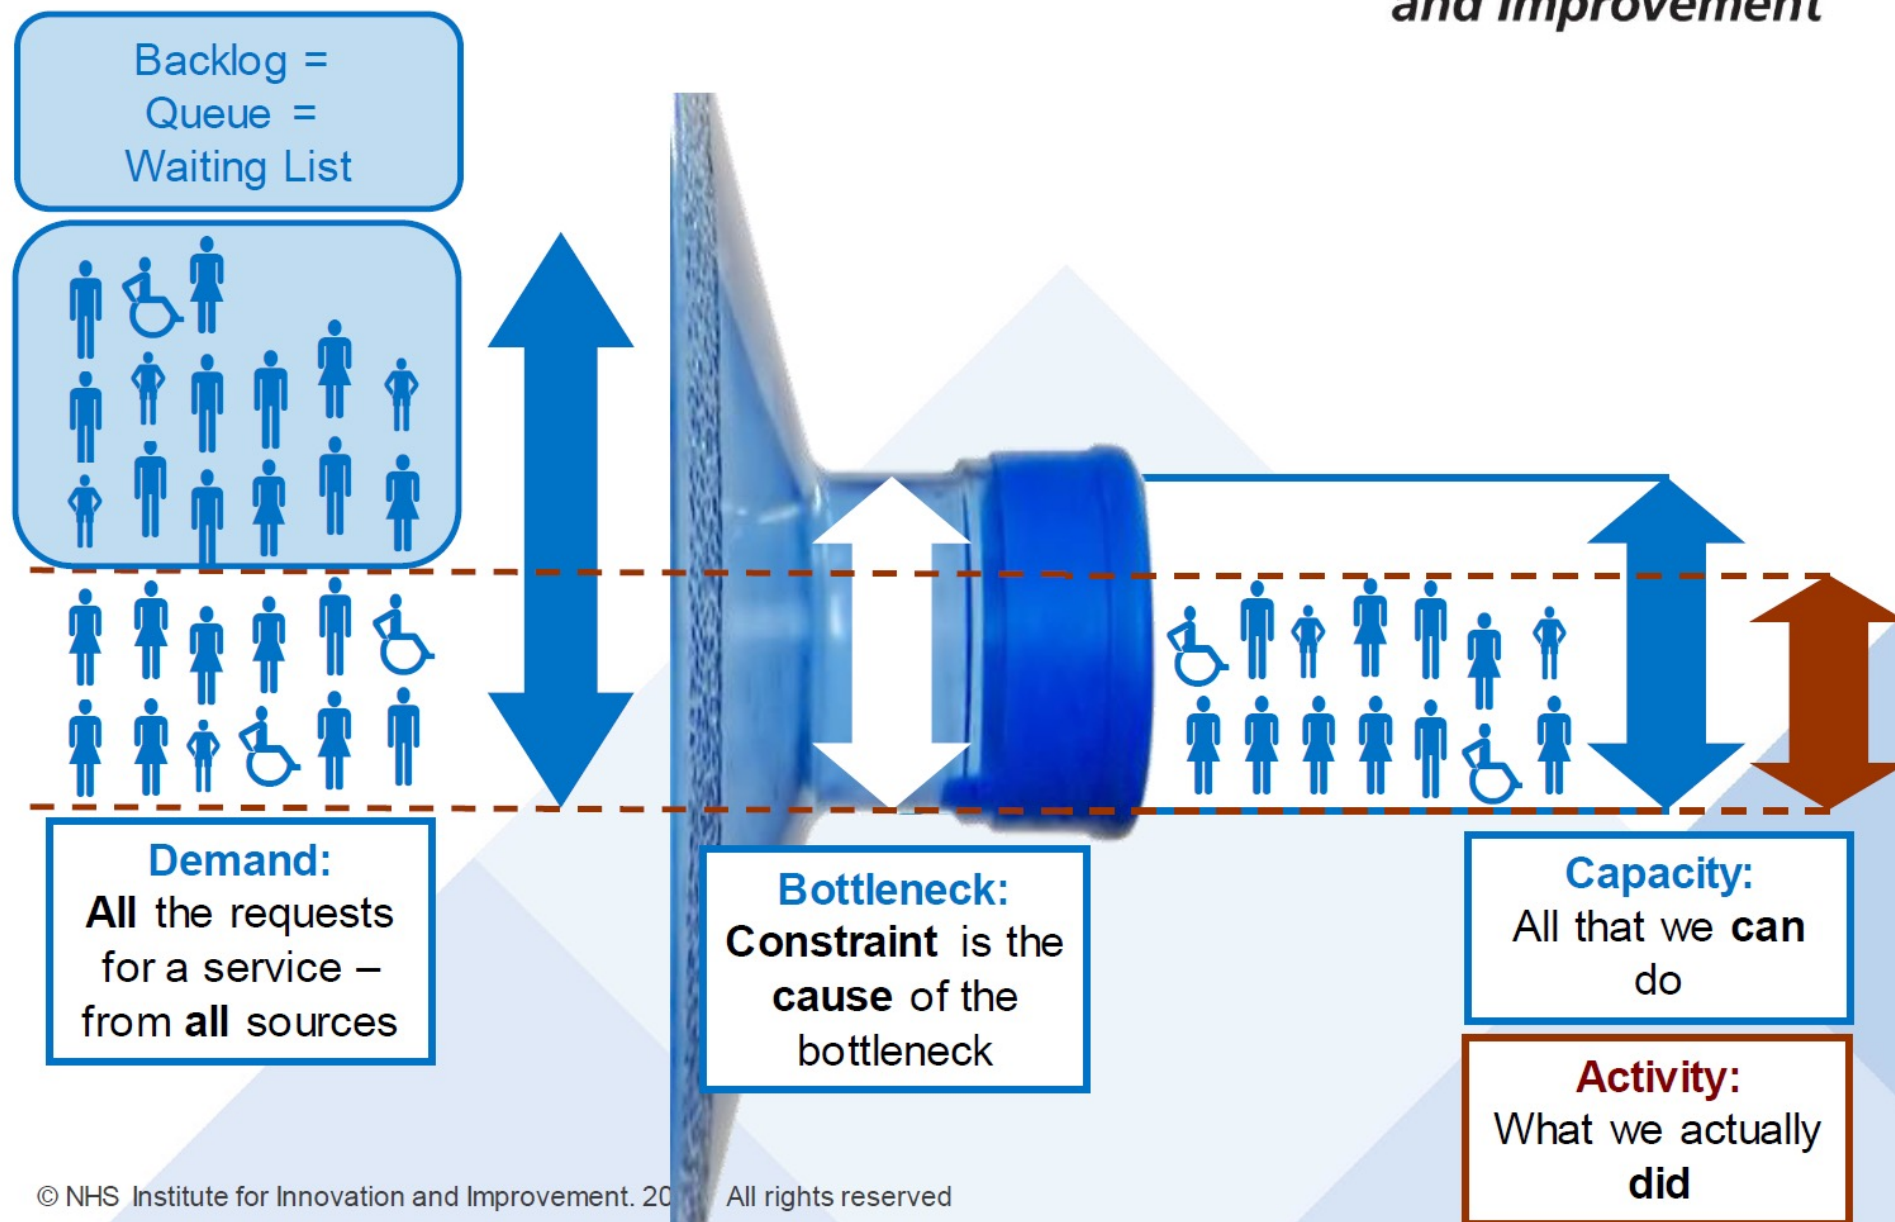 and Improvement
Backlog =
Queue =
Waiting List
Demand:
All the requests
for a service –
from all sources
Bottleneck:
Constraint is the
cause of the
bottleneck
Capacity:
All that we can
do
Activity:
What we actually
did
© NHS Institute for Innovation and Improvement. 20 All rights reserved